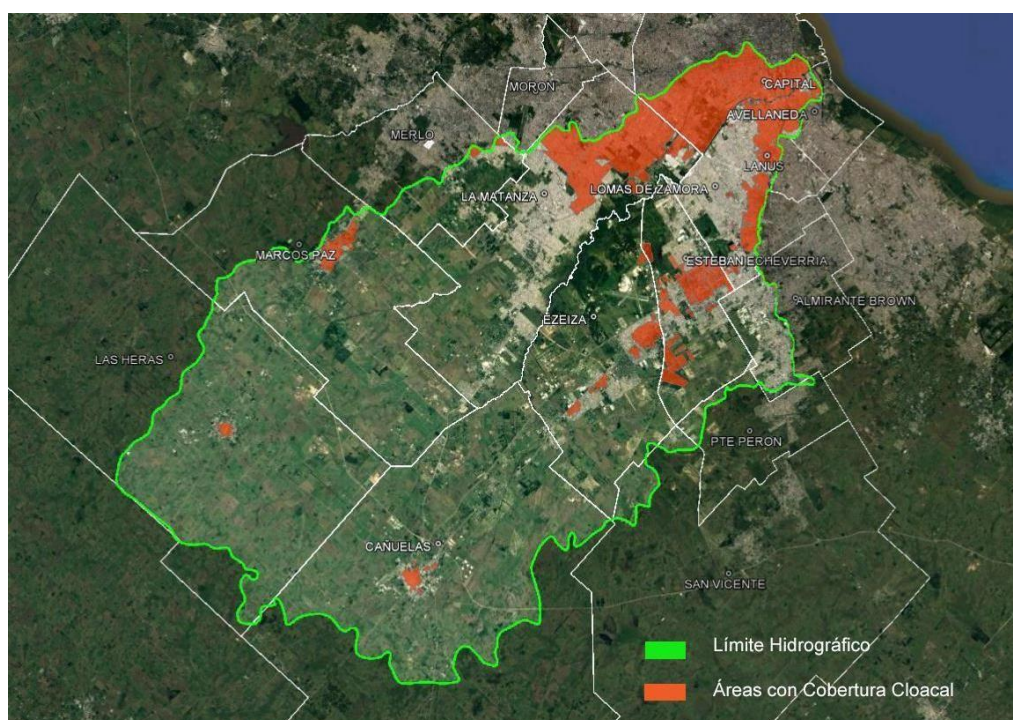 CAPITAL
MORON
AVELLANEDA
MERLO
LANUS
LA MATANZA
LOMAS DE ZAMORA
MARCOS PAZ
ESTEBAN ECHEVERRIA
ALMIRANTE BROWN
EZEIZA
LAS HERAS
PTE PERON
CAÑUELAS
SAN VICENTE
Límite Hidrográfico
Áreas con Cobertura Cloacal